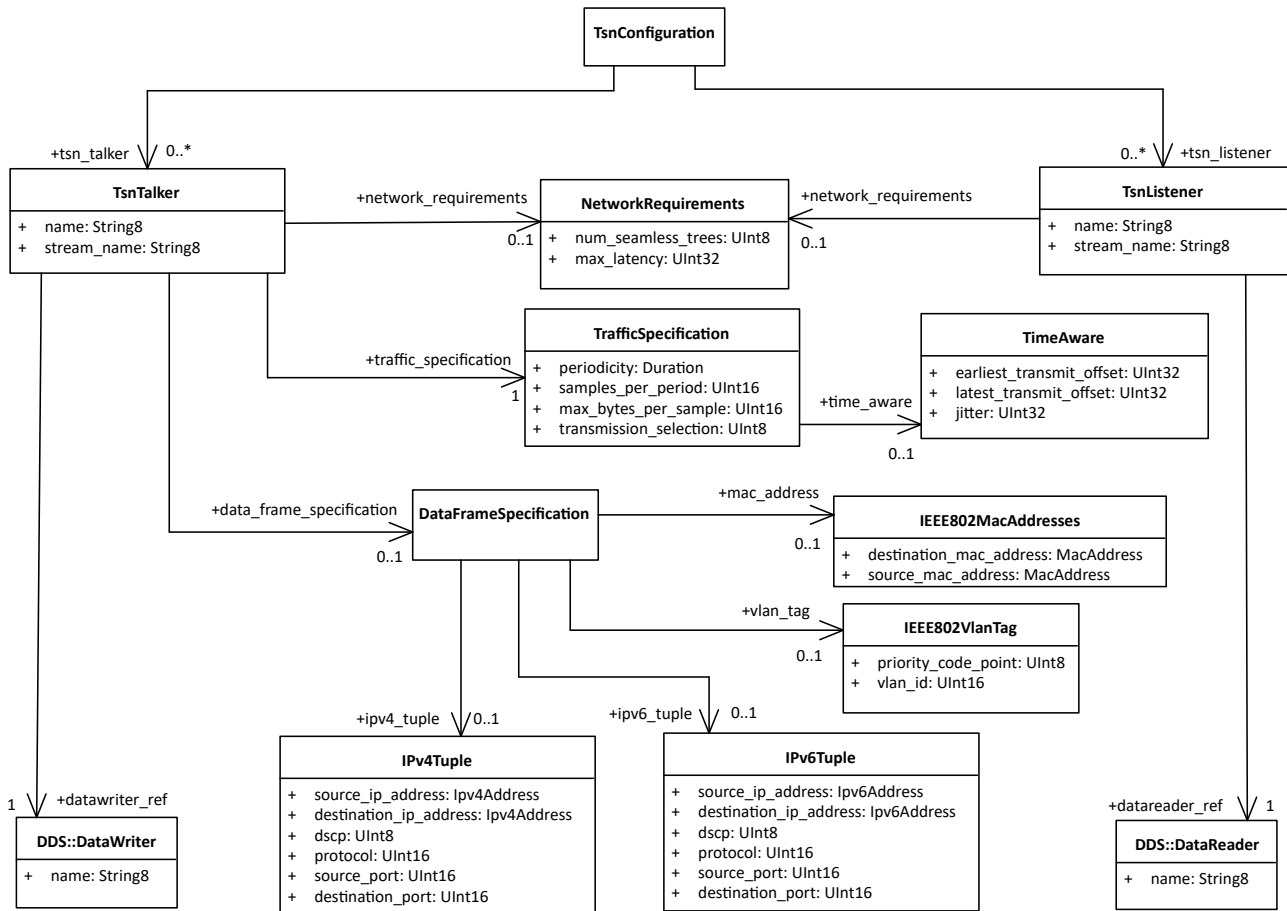 TsnConfiguration
+tsn_talker
0..*
0..*
+tsn_listener
TsnTalker
+ name: String8
+ stream_name: String8
+network_requirements
0..1
NetworkRequirements
+ num_seamless_trees: UInt8
+ max_latency: UInt32
+network_requirements
0..1
TsnListener
+ name: String8
+ stream_name: String8
+traffic_specification
1
TrafficSpecification
+ periodicity: Duration
+ samples_per_period: UInt16
+ max_bytes_per_sample: UInt16
+ transmission_selection: UInt8
+time_aware
0..1
TimeAware
+ earliest_transmit_offset: UInt32
+ latest_transmit_offset: UInt32
+ jitter: UInt32
+data_frame_specification
0..1
DataFrameSpecification
+mac_address
0..1
IEEE802MacAddresses
+ destination_mac_address: MacAddress
+ source_mac_address: MacAddress
+vlan_tag
0..1
IEEE802VlanTag
+ priority_code_point: UInt8
+ vlan_id: UInt16
+ipv4_tuple
0..1
+ipv6_tuple
0..1
1
+datawriter_ref
DDS::DataWriter
+ name: String8
IPv4Tuple
+ source_ip_address: Ipv4Address
+ destination_ip_address: Ipv4Address
+ dscp: UInt8
+ protocol: UInt16
+ source_port: UInt16
+ destination_port: UInt16
IPv6Tuple
+ source_ip_address: Ipv6Address
+ destination_ip_address: Ipv6Address
+ dscp: UInt8
+ protocol: UInt16
+ source_port: UInt16
+ destination_port: UInt16
+datareader_ref
1
DDS::DataReader
+ name: String8